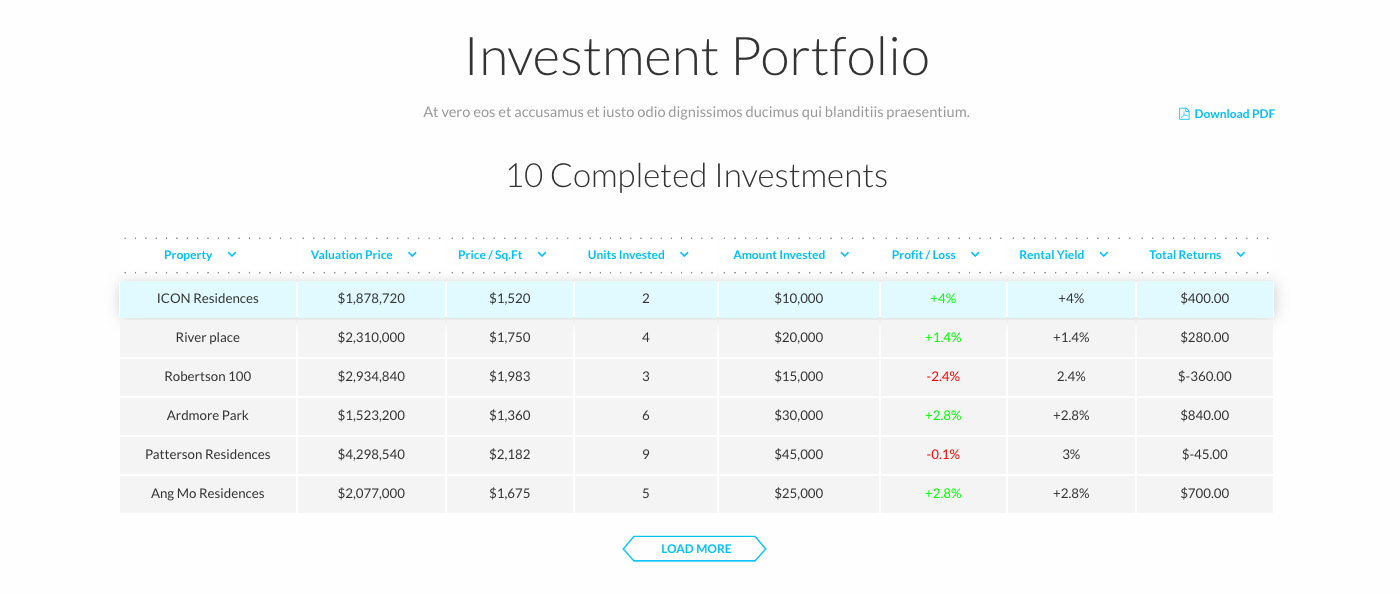 Investment Portfolio
At vero eos et accusamus et iusto odio dignissimos ducimus qui blanditiis praesentium.
Download PDF
10 Completed Investments
Property Valuation Price Price / Sq.Ft Units Invested Amount Invested Profit / Loss Rental Yield Total Returns
ICON Residences $1,878,720 $1,520 2 $10,000 +4% +4% $400.00
River place $2,310,000 $1,750 4 $20,000 +1.4% +1.4% $280.00
Robertson 100 $2,934,840 $1,983 3 $15,000 -2.4% 2.4% $-360.00
Ardmore Park $1,523,200 $1,360 6 $30,000 +2.8% +2.8% $840.00
Patterson Residences $4,298,540 $2,182 9 $45,000 -0.1% 3% $-45.00
Ang Mo Residences $2,077,000 $1,675 5 $25,000 +2.8% +2.8% $700.00
LOAD MORE